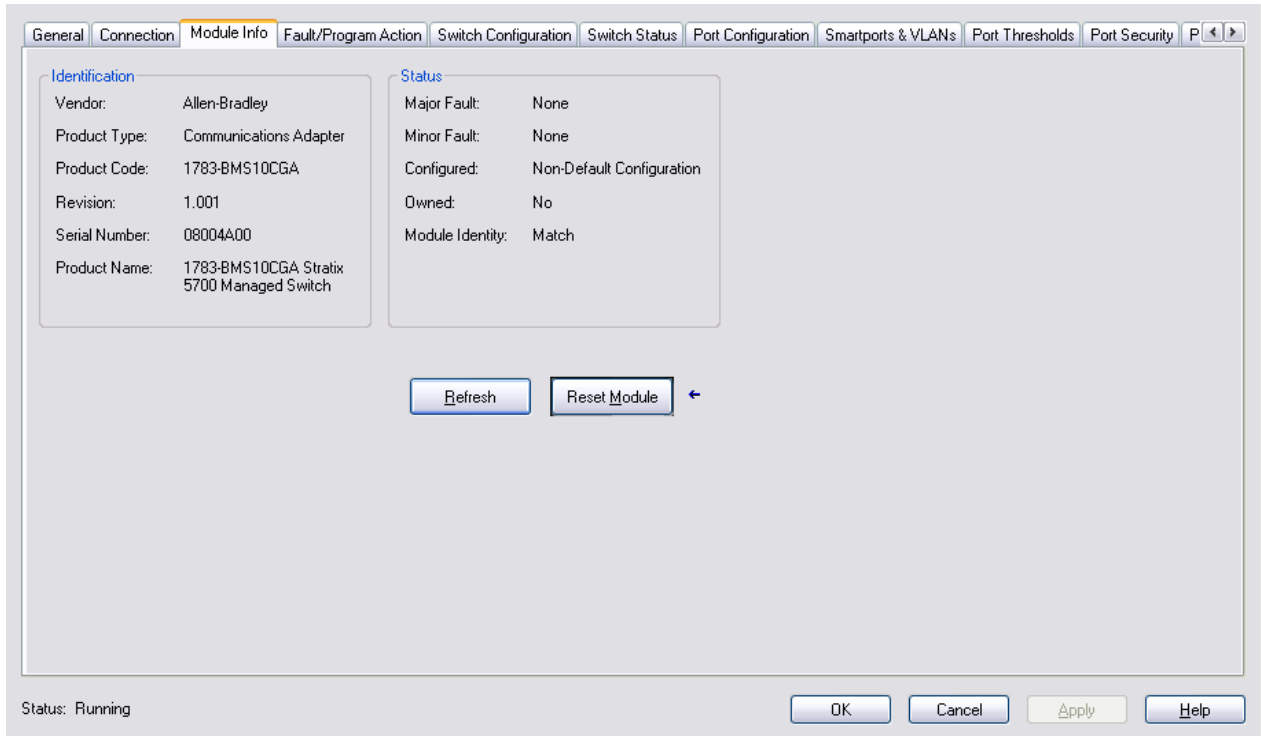 General Connection Module Info Fault/Program Action Switch Configuration Switch Status Port Configuration Smartports & VLANs Port Thresholds Port Security P
Identification
Vendor: Allen-Bradley
Product Type: Communications Adapter
Product Code: 1783-BMS10CGA
Revision: 1.001
Serial Number: 08004A00
Product Name: 1783-BMS10CGA Stratix
5700 Managed Switch
Status
Major Fault: None
Minor Fault: None
Configured: Non-Default Configuration
Owned: No
Module Identity: Match
Refresh Reset Module
Status: Running OK Cancel Apply Help